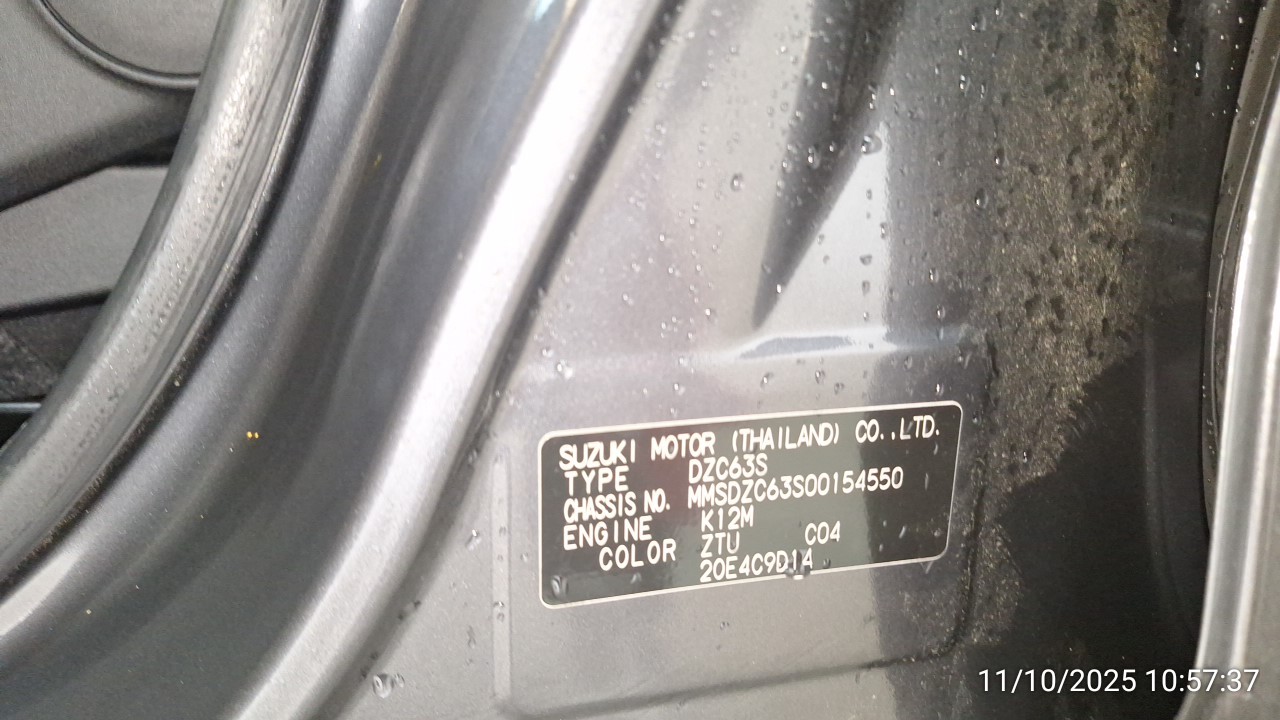 SUZUKI MOTOR (THAILAND) CO.,LTD.
TYPE DZC63S
CHASSIS NO. MMSDZC63S00154550
ENGINE K12M
COLOR ZTU C04
20E4C9D14
11/10/2025 10:57:37